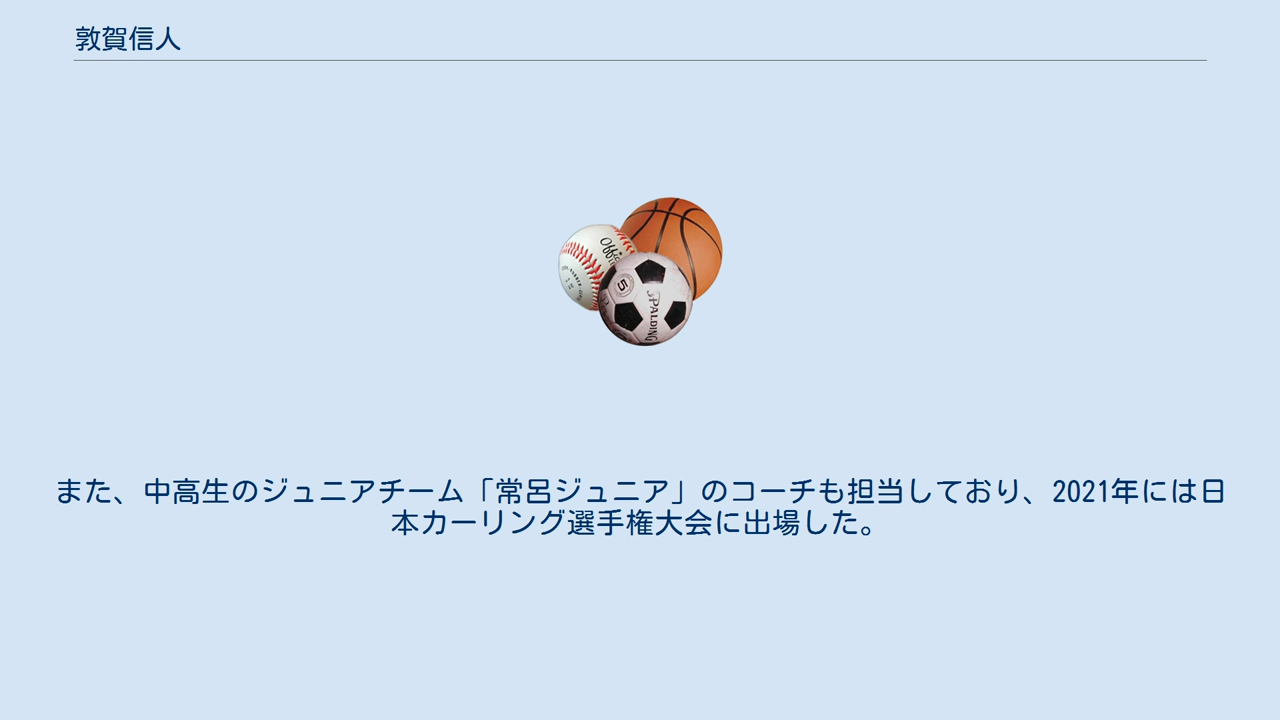 敦賀信人
Offic
5
SPALDING
また、中高生のジュニアチーム「常呂ジュニア」のコーチも担当しており、2021年には日
本カーリング選手権大会に出場した。